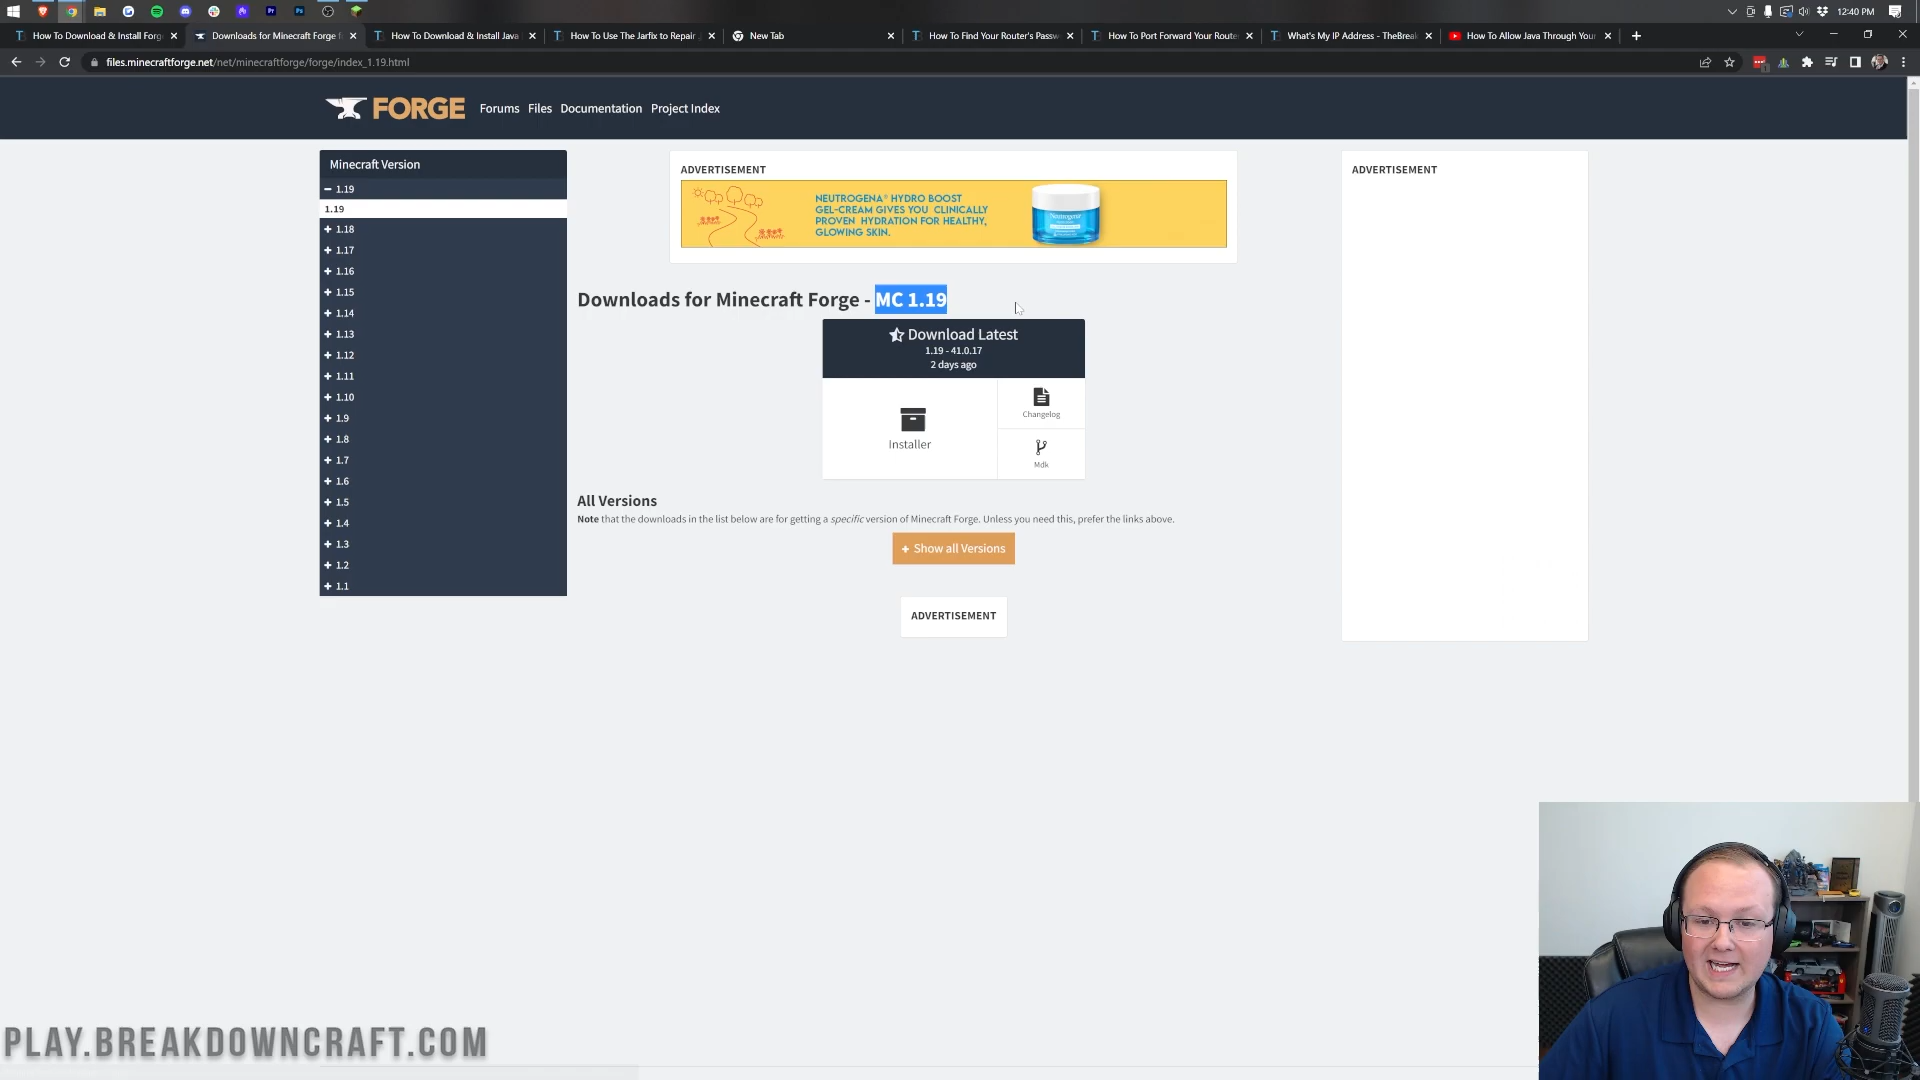 12:40 PM
How To Download & Install Forg
Downloads for Minecraft Forge f
How To Download & Install Java
How To Use The Jarfix to Repair
New Tab
How To Find Your Router's Passw
How To Port Forward Your Route
What's My IP Address - TheBreak
How To Allow Java Through Your
files.minecraftforge.net/net/minecraftforge/forge/index_1.19.html
FORGE
Forums Files Documentation Project Index
Minecraft Version
1.19
1.19
1.18
1.17
1.16
1.15
1.14
1.13
1.12
1.11
1.10
1.9
1.8
1.7
1.6
1.5
1.4
1.3
1.2
1.1
ADVERTISEMENT
NEUTROGENA® HYDRO BOOST
GEL-CREAM GIVES YOU CLINICALLY
PROVEN HYDRATION FOR HEALTHY,
GLOWING SKIN.
Neutrogena
Downloads for Minecraft Forge - MC 1.19
Download Latest
1.19 - 41.0.17
2 days ago
Installer
Changelog
Mdk
All Versions
Note that the downloads in the list below are for getting a specific version of Minecraft Forge. Unless you need this, prefer the links above.
+ Show all Versions
ADVERTISEMENT
ADVERTISEMENT
PLAY.BREAKDOWNCRAFT.COM